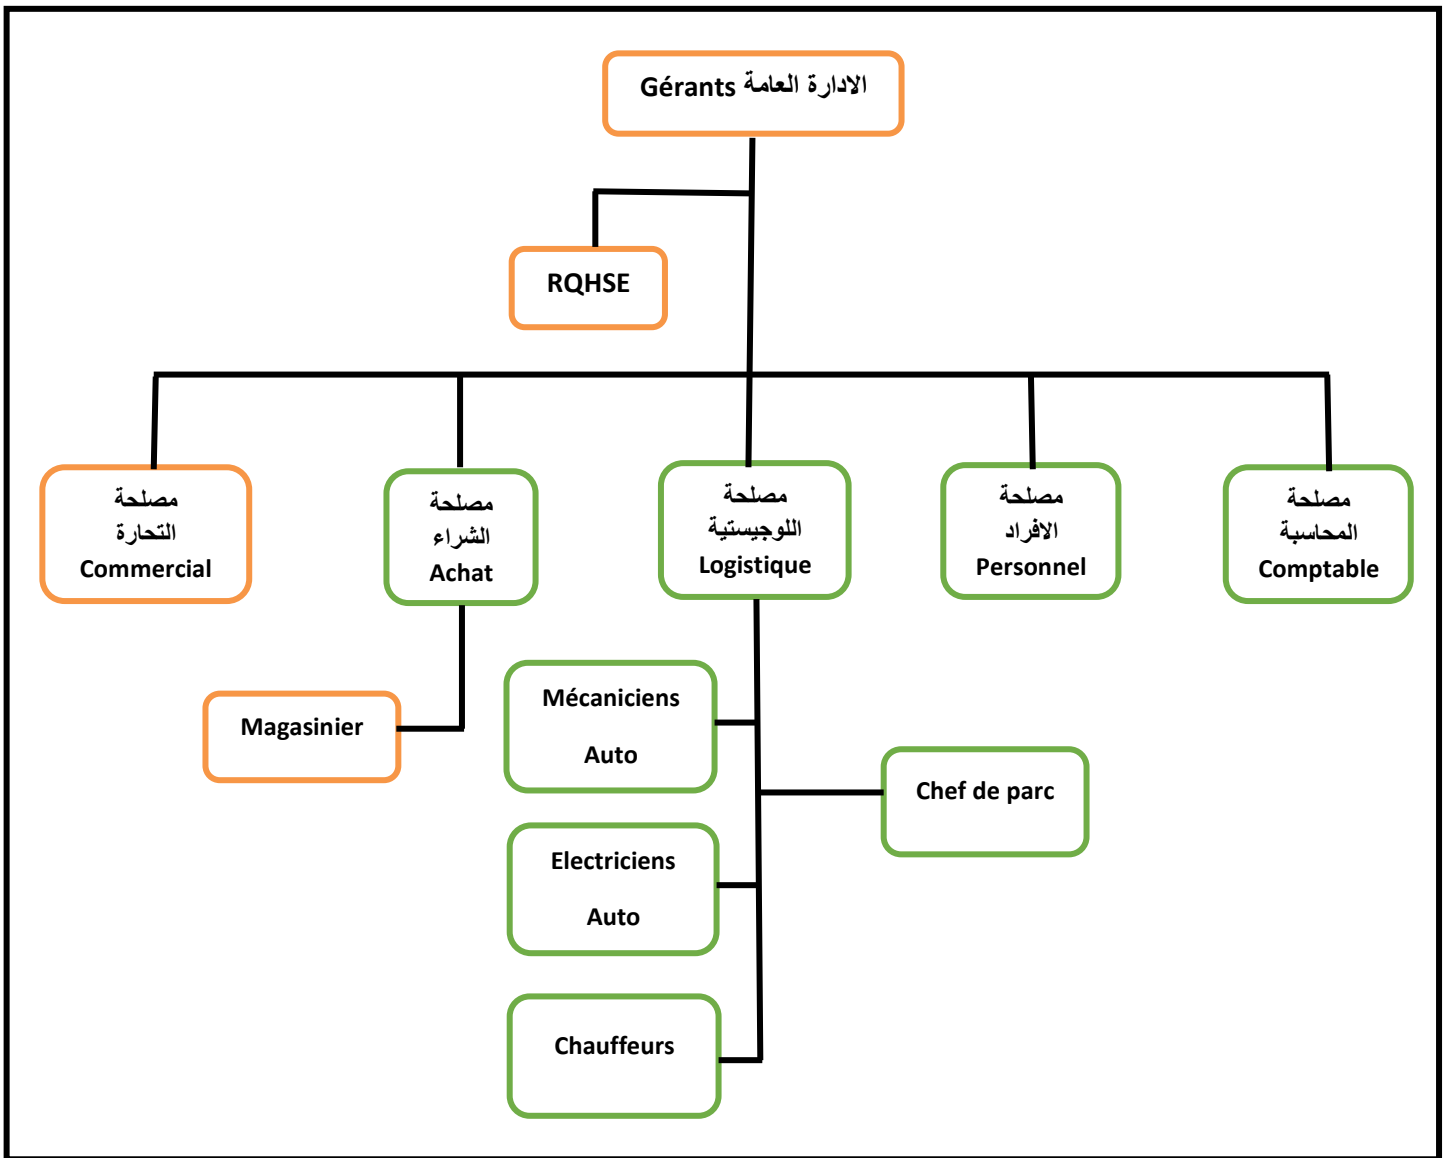 Gérants الادارة العامة
RQHSE
مصلحة
التحارة
Commercial
مصلحة
الشراء
Achat
مصلحة
اللوجيستية
Logistique
مصلحة
الافراد
Personnel
مصلحة
المحاسبة
Comptable
Magasinier
Mécaniciens
Auto
Chef de parc
Electriciens
Auto
Chauffeurs